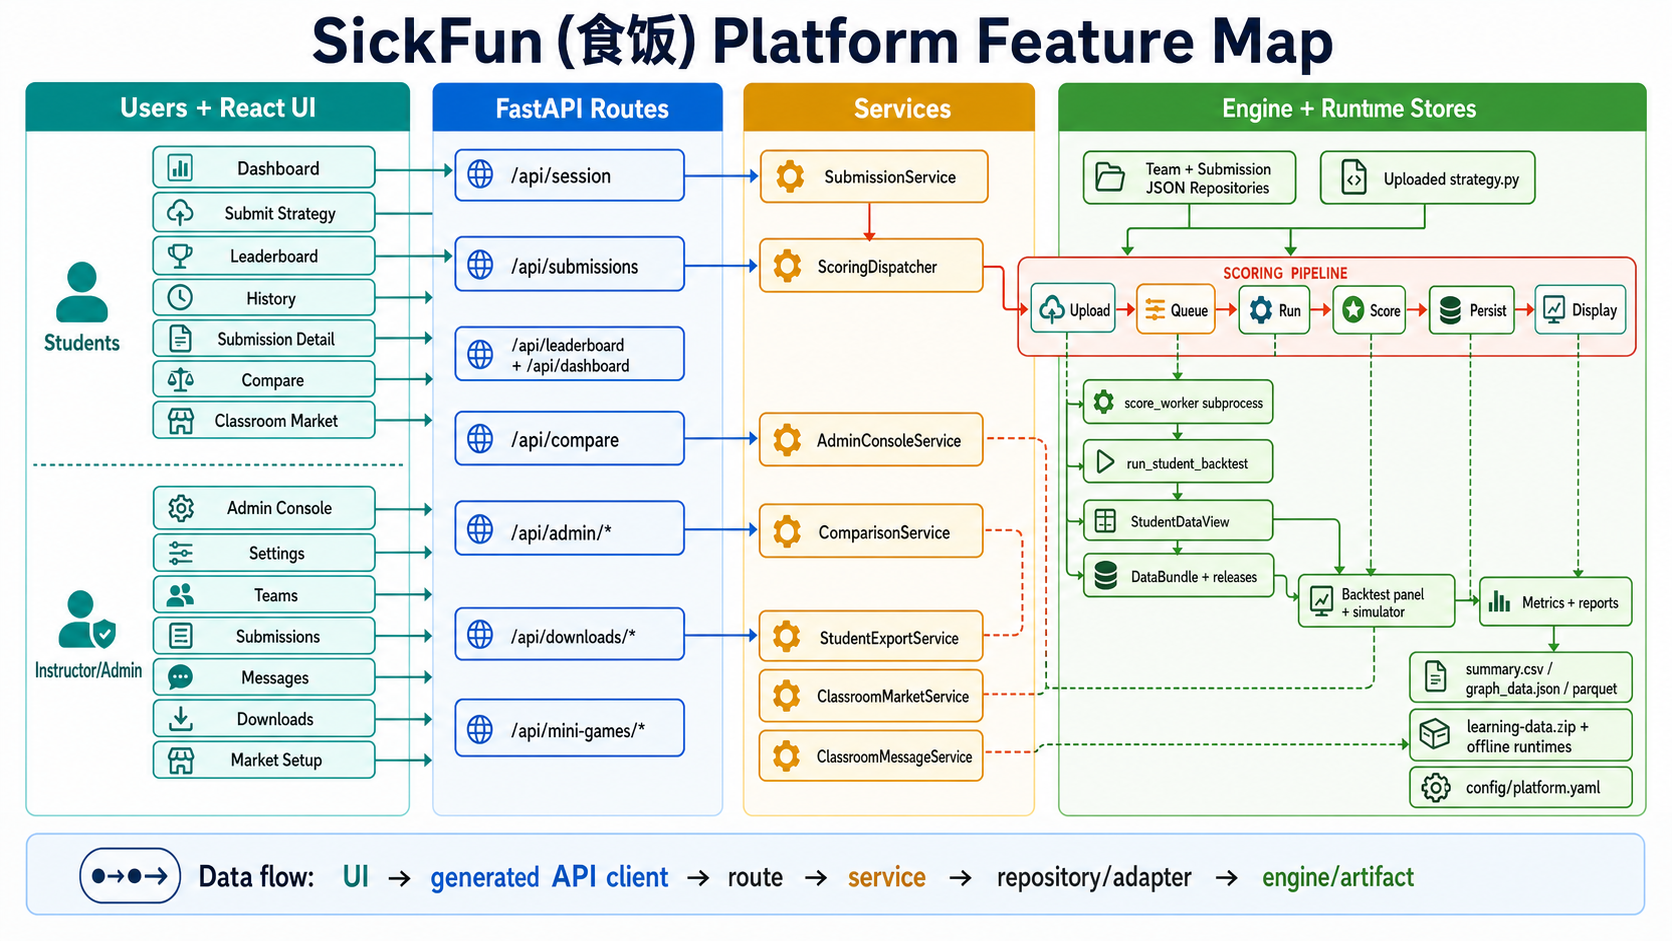 SickFun (食饭) Platform Feature Map
Users + React UI
Students
Dashboard
Submit Strategy
Leaderboard
History
Submission Detail
Compare
Classroom Market
Instructor/Admin
Admin Console
Settings
Teams
Submissions
Messages
Downloads
Market Setup
FastAPI Routes
/api/session
/api/submissions
/api/leaderboard
+ /api/dashboard
/api/compare
/api/admin/*
/api/downloads/*
/api/mini-games/*
Services
SubmissionService
ScoringDispatcher
AdminConsoleService
ComparisonService
StudentExportService
ClassroomMarketService
ClassroomMessageService
Engine + Runtime Stores
Team + Submission
JSON Repositories
Uploaded strategy.py
SCORING PIPELINE
Upload
Queue
Run
Score
Persist
Display
score_worker subprocess
run_student_backtest
StudentDataView
DataBundle + releases
Backtest panel
+ simulator
Metrics + reports
summary.csv /
graph_data.json / parquet
learning-data.zip +
offline runtimes
config/platform.yaml
Data flow: UI → generated API client → route → service → repository/adapter → engine/artifact